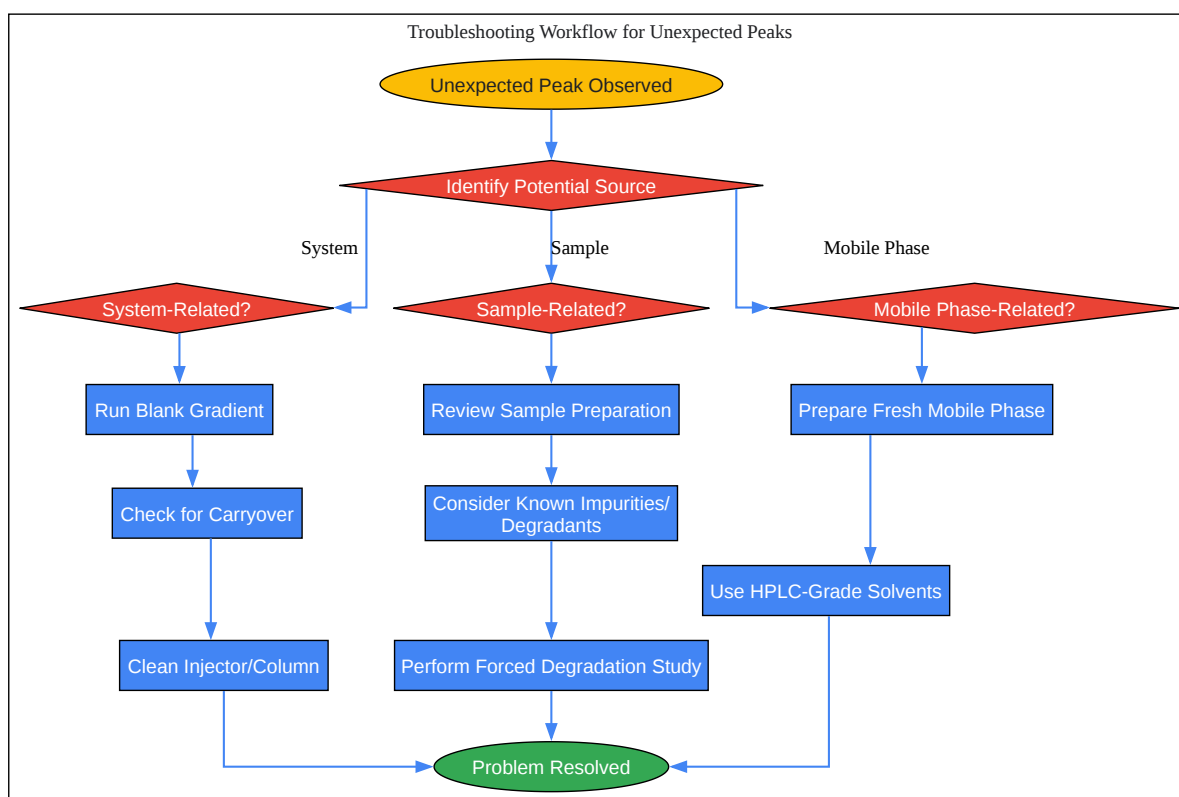 Troubleshooting Workflow for Unexpected Peaks
Unexpected Peak Observed
Identify Potential Source
System
Sample
Mobile Phase
System-Related?
Sample-Related?
Mobile Phase-Related?
Run Blank Gradient
Review Sample Preparation
Prepare Fresh Mobile Phase
Check for Carryover
Consider Known Impurities/
Degradants
Use HPLC-Grade Solvents
Clean Injector/Column
Perform Forced Degradation Study
Problem Resolved